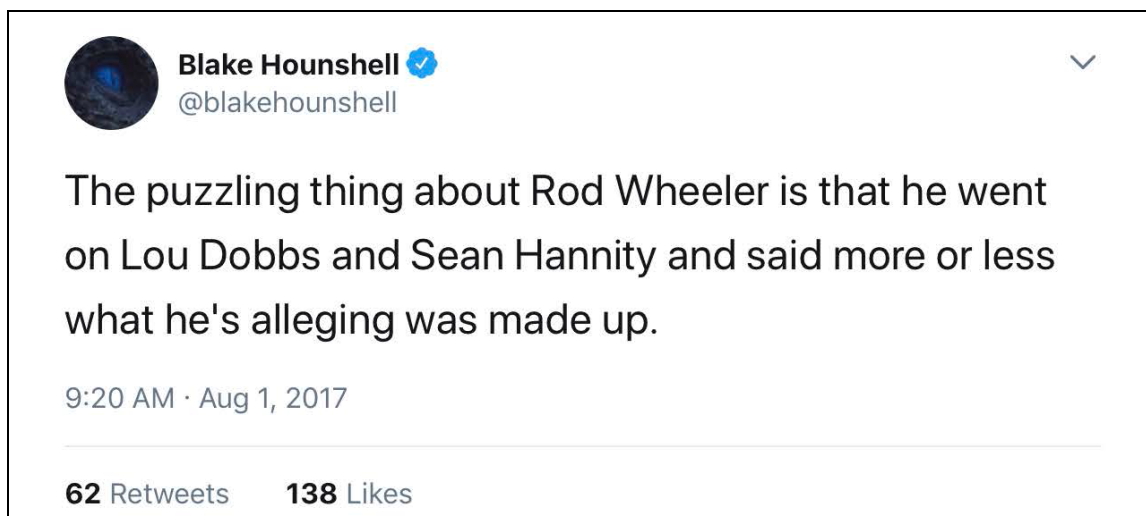 Blake Hounshell
@blakehounshell
The puzzling thing about Rod Wheeler is that he went
on Lou Dobbs and Sean Hannity and said more or less
what he's alleging was made up.
9:20 AM · Aug 1, 2017
62 Retweets 138 Likes